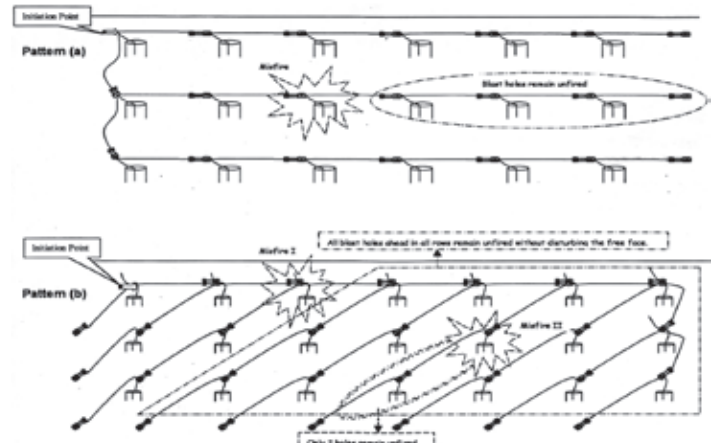 Initiation Point
Pattern (a)
Misfire
Blast holes remain unfired
All blast holes ahead in all rows remain unfired without disturbing the free face.
Initiation Point
Misfire I
Pattern (b)
Misfire II
Only 2 holes remain unfired